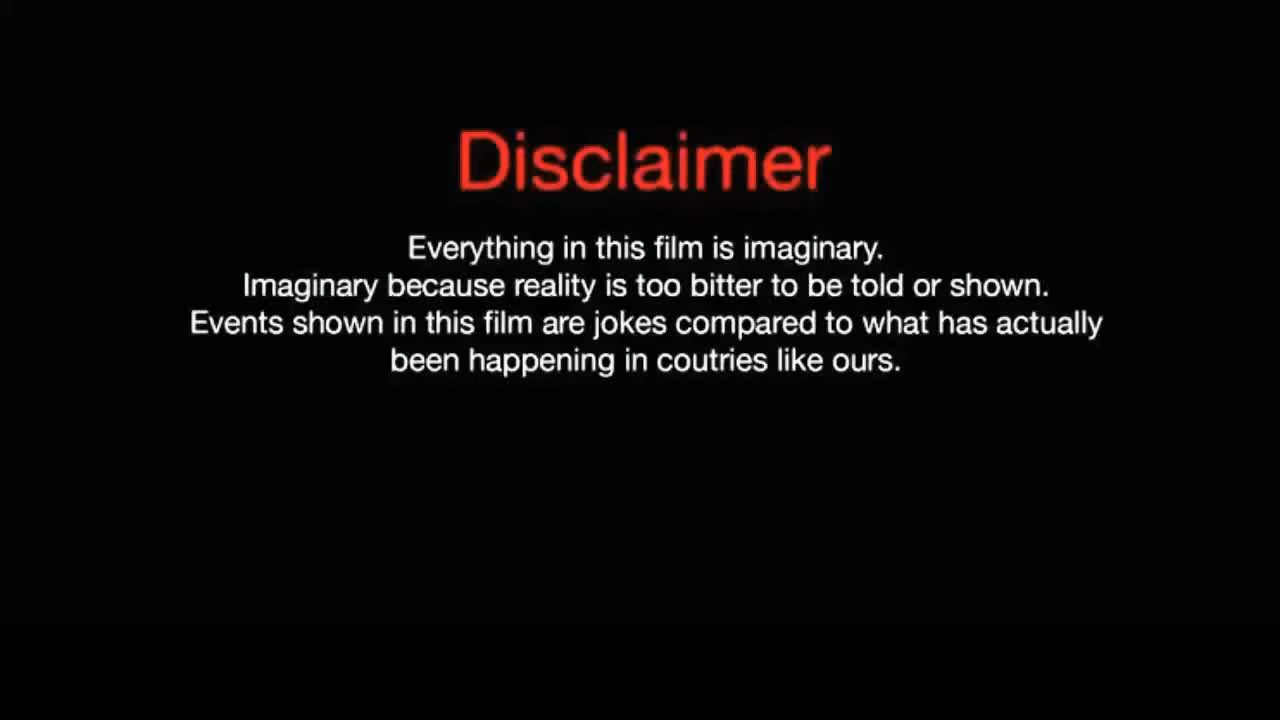 Disclaimer
Everything in this film is imaginary.
Imaginary because reality is too bitter to be told or shown.
Events shown in this film are jokes compared to what has actually
been happening in coutries like ours.